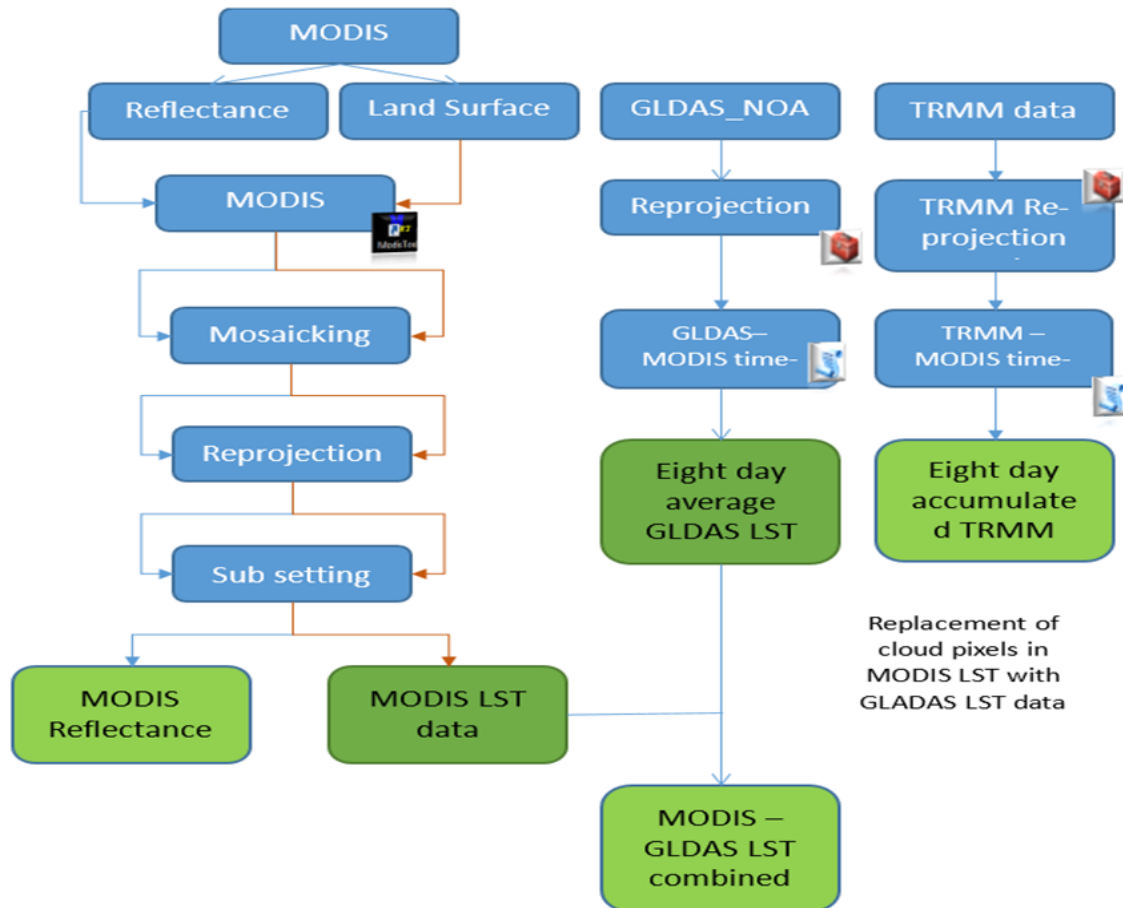 MODIS
Reflectance
Land Surface
GLDAS_NOA
TRMM data
MODIS
Reprojection
TRMM Re-
projection
Mosaicking
GLDAS–
MODIS time-
TRMM –
MODIS time-
Reprojection
Eight day
average
GLDAS LST
Eight day
accumulate
d TRMM
Sub setting
Replacement of
cloud pixels in
MODIS LST with
GLADAS LST data
MODIS
Reflectance
MODIS LST
data
MODIS –
GLDAS LST
combined